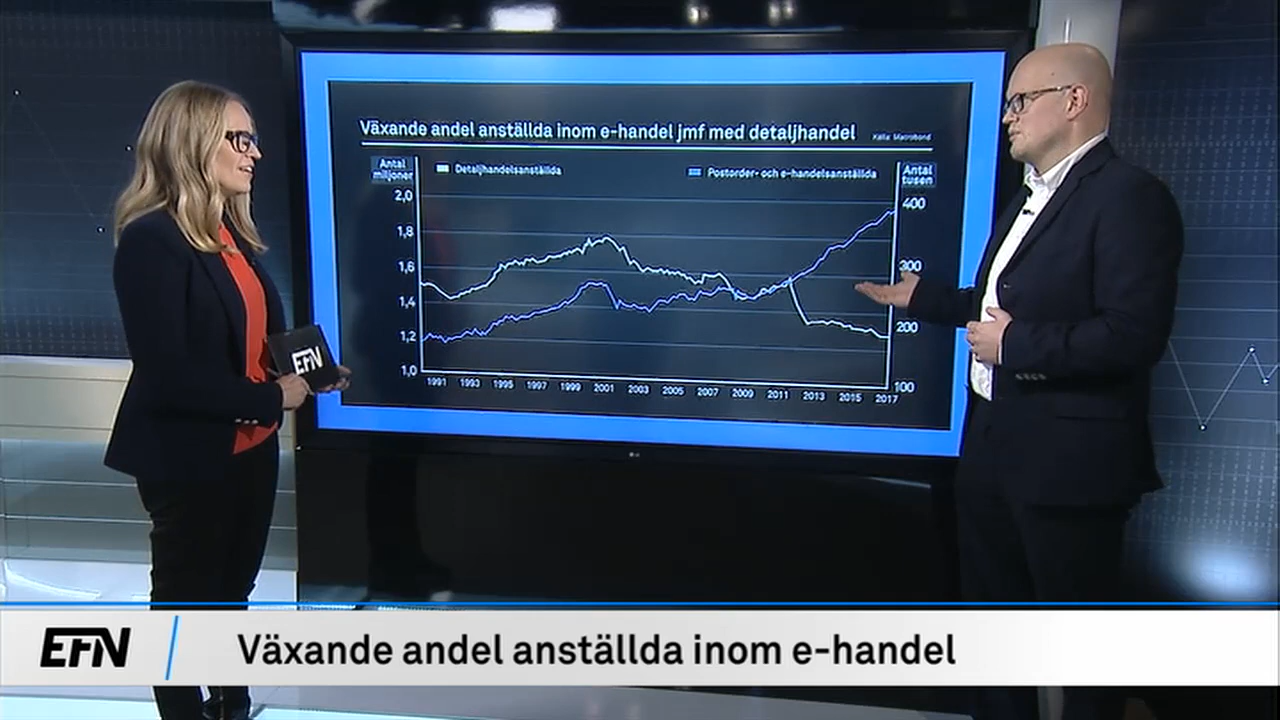 Växande andel anställda inom e-handel jmf med detaljhandel
Källa: Macrobond
Antal
miljoner
Detaljhandelsanställda
Postorder- och e-handelsanställda
Antal
tusen
2,0
1,8
1,6
1,4
1,2
1,0
400
300
200
100
1991 1993 1995 1997 1999 2001 2003 2005 2007 2009 2011 2013 2015 2017
EFN
LG
EFN
Växande andel anställda inom e-handel